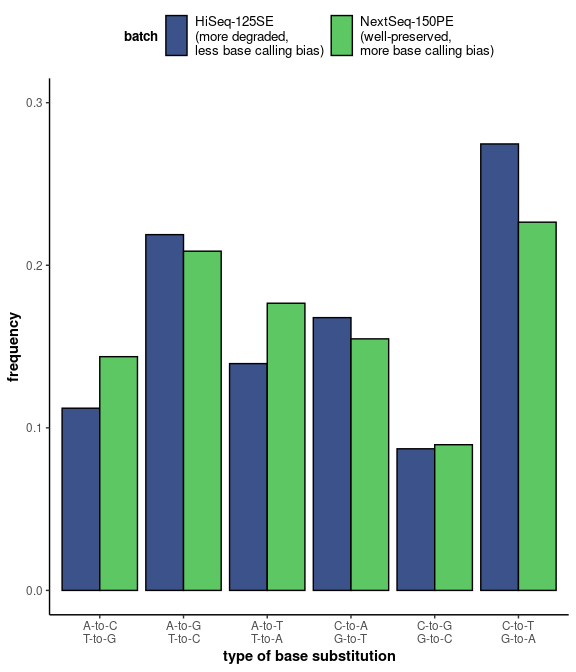 batch
HiSeq-125SE
(more degraded,
less base calling bias)
NextSeq-150PE
(well-preserved,
more base calling bias)
frequency
0.3
0.2
0.1
0.0
A-to-C
T-to-G
A-to-G
T-to-C
A-to-T
T-to-A
C-to-A
G-to-T
C-to-G
G-to-C
C-to-T
G-to-A
type of base substitution